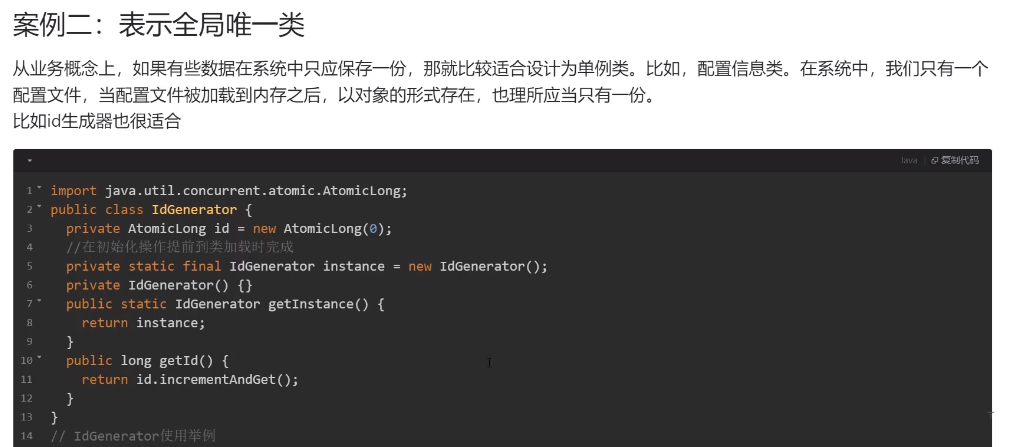 案例二：表示全局唯一类
从业务概念上，如果有些数据在系统中只应保存一份，那就比较适合设计为单例类。比如，配置信息类。在系统中，我们只有一个
配置文件，当配置文件被加载到内存之后，以对象的形式存在，也理所应当只有一份。
比如id生成器也很适合
Java 复制代码
1 import java.util.concurrent.atomic.AtomicLong;
2 public class IdGenerator {
3 private AtomicLong id = new AtomicLong(0);
4 //在初始化操作提前到类加载时完成
5 private static final IdGenerator instance = new IdGenerator();
6 private IdGenerator() {}
7 public static IdGenerator getInstance() {
8 return instance;
9 }
10 public long getId() {
11 return id.incrementAndGet();
12 }
13 }
14 // IdGenerator使用举例